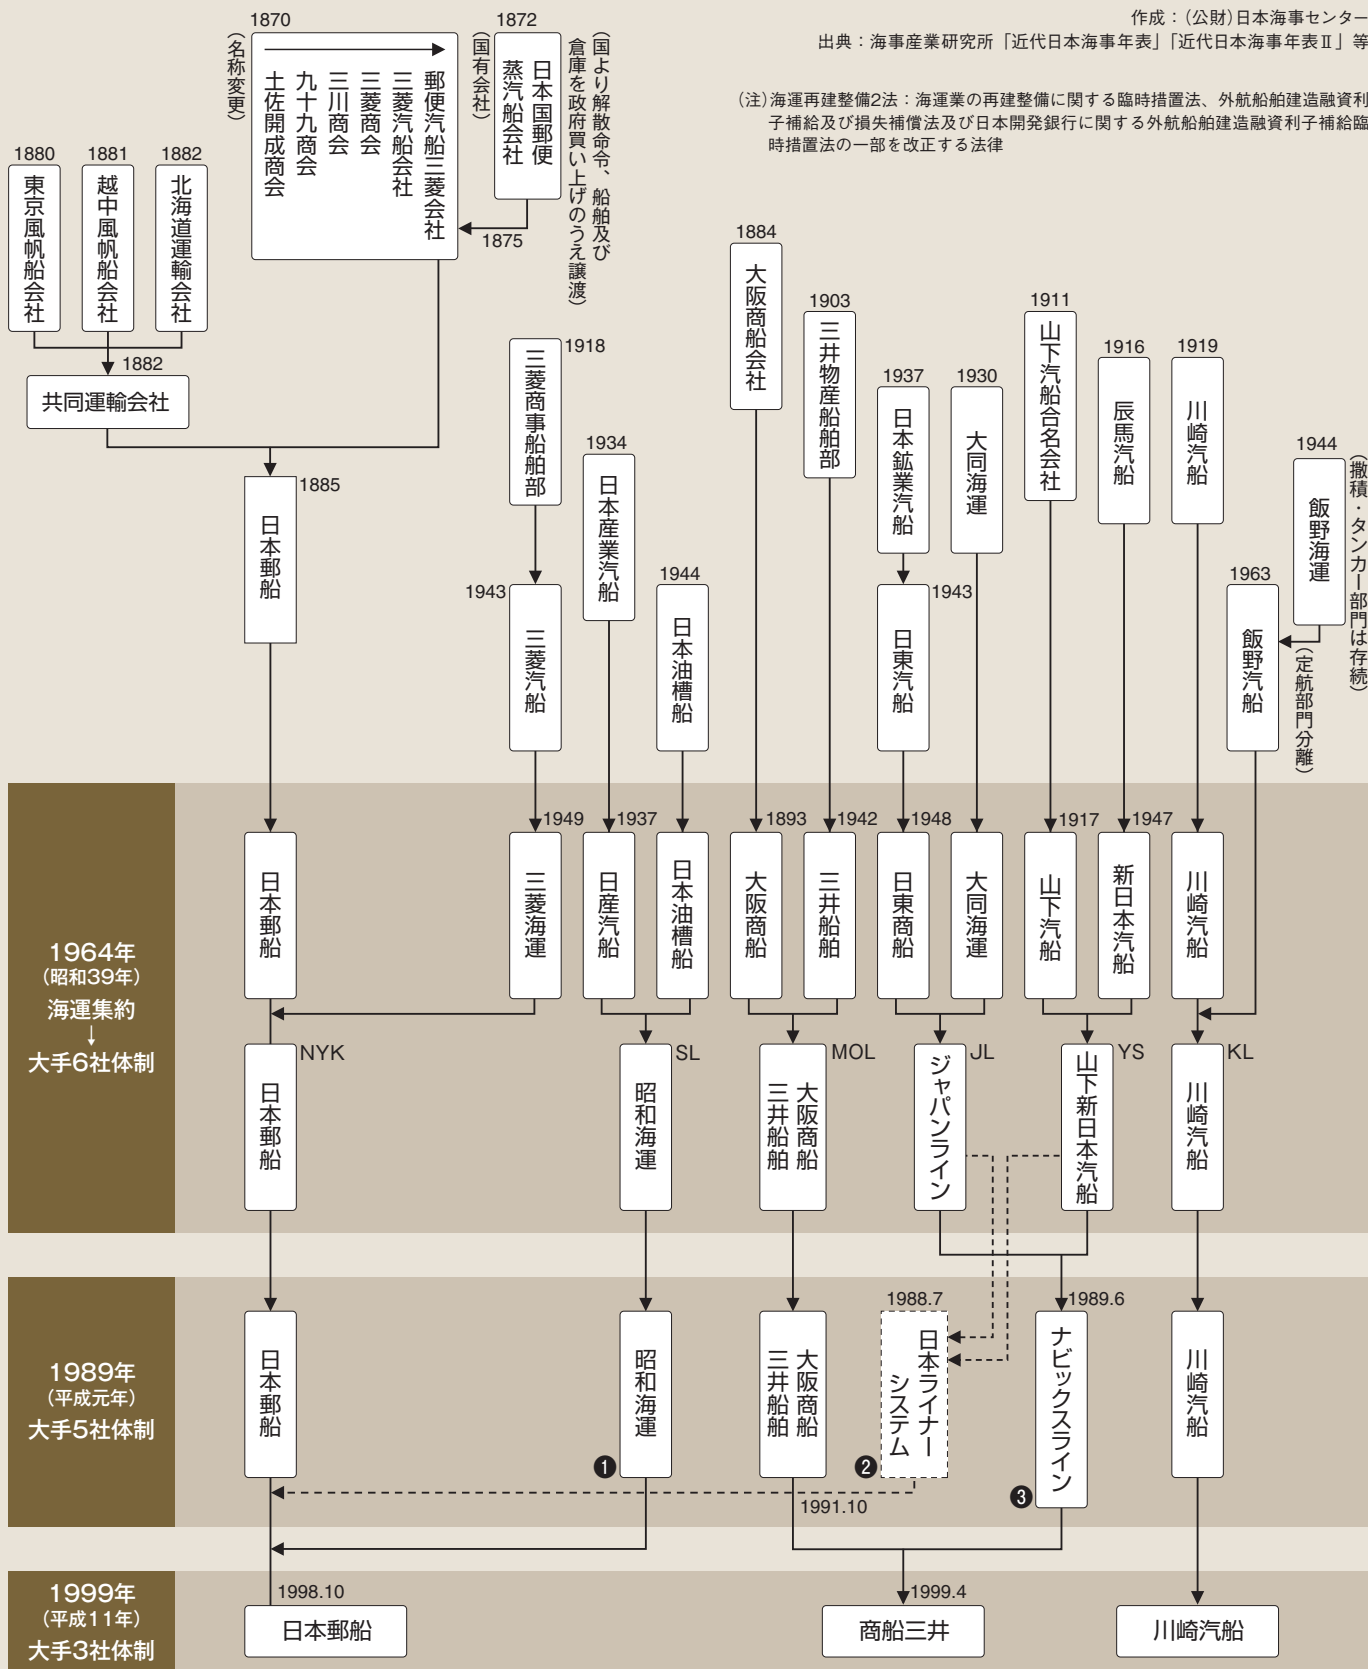 作成：(公財)日本海事センター
出典：海事産業研究所「近代日本海事年表」「近代日本海事年表Ⅱ」等
(注)海運再建整備2法：海運業の再建整備に関する臨時措置法、外航船舶建造融資利
子補給及び損失補償法及び日本開発銀行に関する外航船舶建造融資利子補給臨
時措置法の一部を改正する法律
1870
(名称変更)
土佐開成商会
九十九商会
三川商会
三菱商会
三菱汽船会社
郵便汽船三菱会社
1872
(国有会社)
日本国郵便
蒸汽船会社
(国より解散命令、船舶及び
倉庫を政府買い上げのうえ譲渡)
1875
1880
東京風帆船会社
1881
越中風帆船会社
1882
北海道運輸会社
1882
共同運輸会社
1885
日本郵船
1918
三菱商事船舶部
1943
三菱汽船
1934
日本産業汽船
1944
日本油槽船
1884
大阪商船会社
1903
三井物産船舶部
1937
日本鉱業汽船
1943
日東汽船
1930
大同海運
1911
山下汽船合名会社
1916
辰馬汽船
1919
川崎汽船
1944
飯野海運
(撒積・タンカー部門は存続)
1963
飯野汽船
(定航部門分離)
1964年
(昭和39年)
海運集約
↓
大手6社体制
日本郵船
1949
三菱海運
1937
日産汽船
日本油槽船
1893
大阪商船
1942
三井船舶
1948
日東商船
大同海運
1917
山下汽船
1947
新日本汽船
川崎汽船
NYK
日本郵船
SL
昭和海運
MOL
大阪商船
三井船舶
JL
ジャパンライン
YS
山下新日本汽船
KL
川崎汽船
1989年
(平成元年)
大手5社体制
日本郵船
昭和海運
❶
大阪商船
三井船舶
1988.7
日本ライナー
システム
❷
1989.6
ナビックスライン
❸
川崎汽船
1991.10
1999年
(平成11年)
大手3社体制
1998.10
日本郵船
1999.4
商船三井
川崎汽船